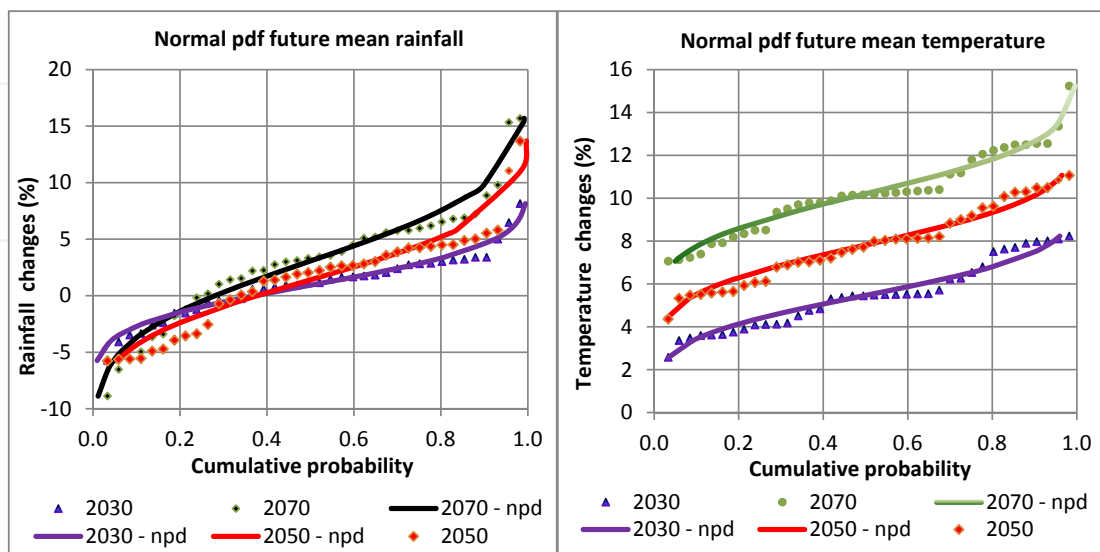 Normal pdf future mean rainfall
20
15
10
5
0
-5
-10
Rainfall changes (%)
0.0 0.2 0.4 0.6 0.8 1.0
Cumulative probability
2030 2070 2070 - npd
2030 - npd 2050 - npd 2050
Normal pdf future mean temperature
16
14
12
10
8
6
4
2
0
Temperature changes (%)
0.0 0.2 0.4 0.6 0.8 1.0
Cumulative probability
2030 2070 2070 - npd
2030 - npd 2050 - npd 2050